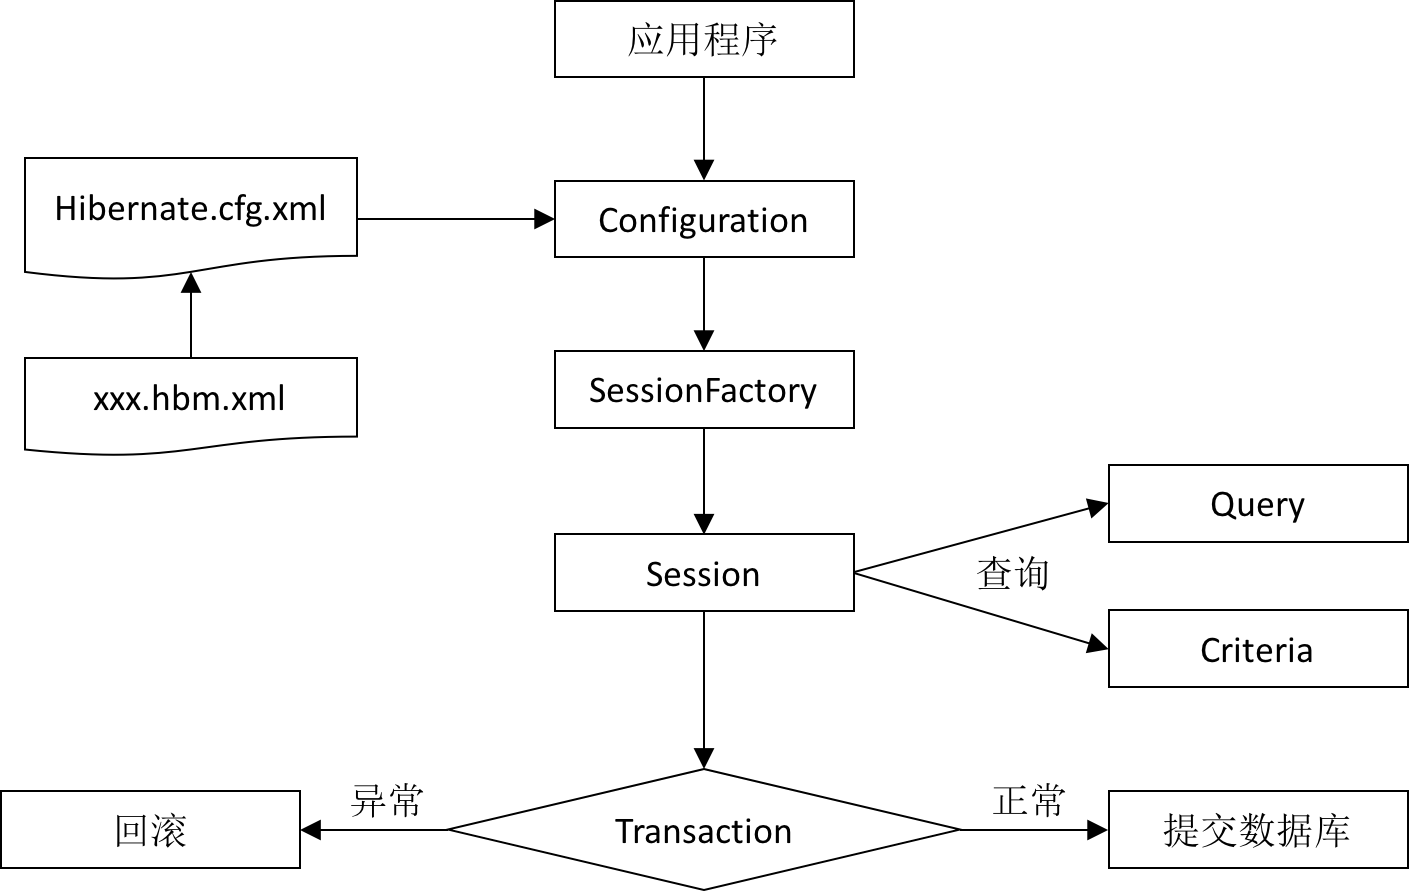 应用程序
Hibernate.cfg.xml
Configuration
xxx.hbm.xml
SessionFactory
Session
查询
Query
Criteria
异常
正常
回滚
Transaction
提交数据库